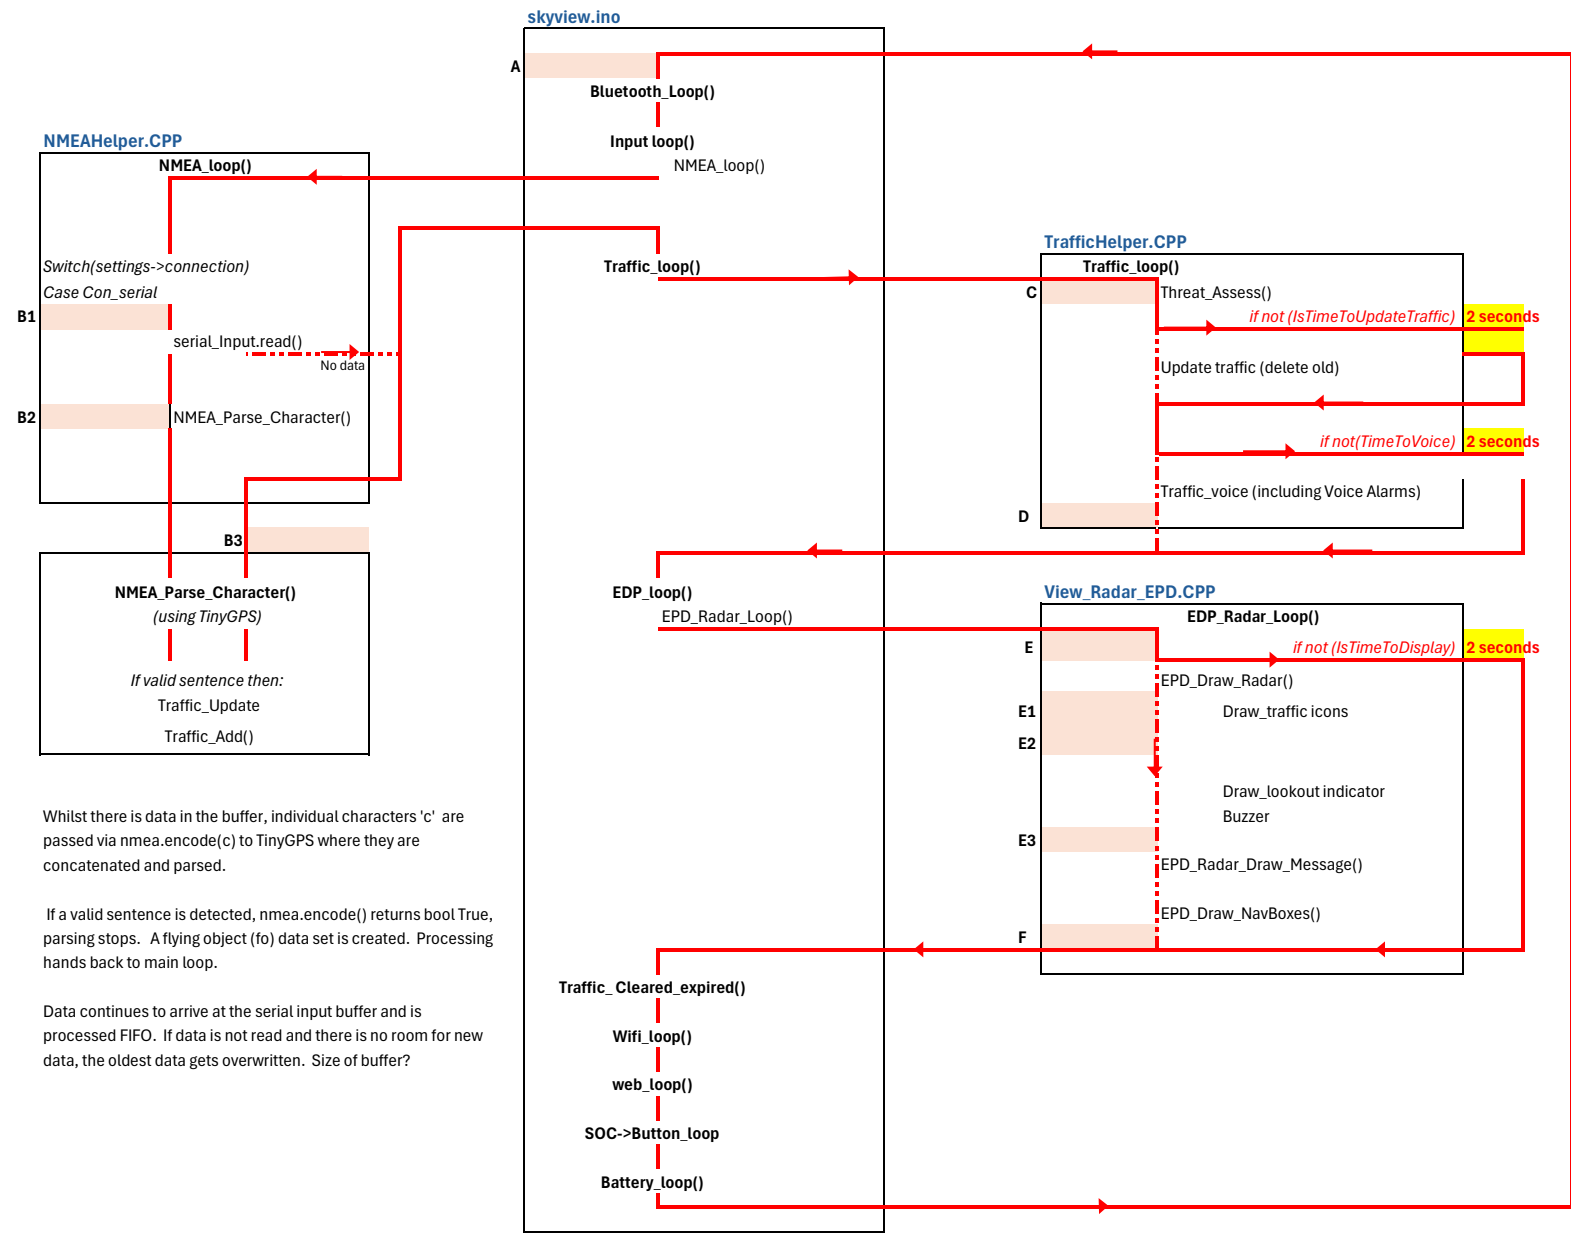 skyview.ino
A
Bluetooth_Loop()
Input loop()
NMEA_loop()
NMEAHelper.CPP
NMEA_loop()
Switch(settings->connection)
Case Con_serial
B1
serial_Input.read()
No data
B2
NMEA_Parse_Character()
B3
NMEA_Parse_Character()
(using TinyGPS)
If valid sentence then:
Traffic_Update
Traffic_Add()
Whilst there is data in the buffer, individual characters 'c' are
passed via nmea.encode(c) to TinyGPS where they are
concatenated and parsed.
If a valid sentence is detected, nmea.encode() returns bool True,
parsing stops. A flying object (fo) data set is created. Processing
hands back to main loop.
Data continues to arrive at the serial input buffer and is
processed FIFO. If data is not read and there is no room for new
data, the oldest data gets overwritten. Size of buffer?
Traffic_loop()
TrafficHelper.CPP
Traffic_loop()
C
Threat_Assess()
if not (IsTimeToUpdateTraffic)
2 seconds
Update traffic (delete old)
if not(TimeToVoice)
2 seconds
Traffic_voice (including Voice Alarms)
D
EDP_loop()
EPD_Radar_Loop()
View_Radar_EPD.CPP
EDP_Radar_Loop()
E
if not (IsTimeToDisplay)
2 seconds
EPD_Draw_Radar()
E1
Draw_traffic icons
E2
Draw_lookout indicator
Buzzer
E3
EPD_Radar_Draw_Message()
EPD_Draw_NavBoxes()
F
Traffic_Cleared_expired()
Wifi_loop()
web_loop()
SOC->Button_loop
Battery_loop()